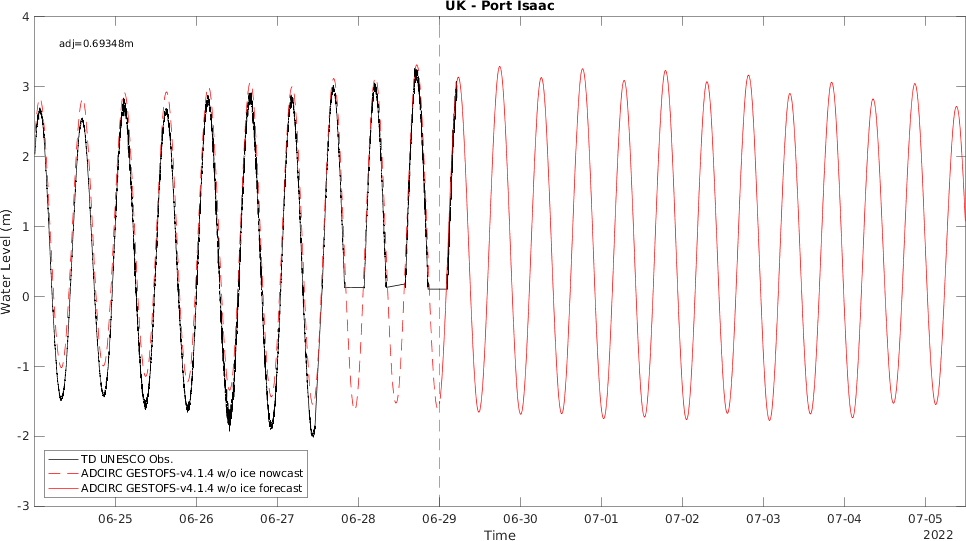 UK - Port Isaac
adj=0.69348m
Water Level (m)
4
3
2
1
0
-1
-2
-3
TD UNESCO Obs.
ADCIRC GESTOFS-v4.1.4 w/o ice nowcast
ADCIRC GESTOFS-v4.1.4 w/o ice forecast
06-25 06-26 06-27 06-28 06-29 06-30 07-01 07-02 07-03 07-04 07-05
Time
2022